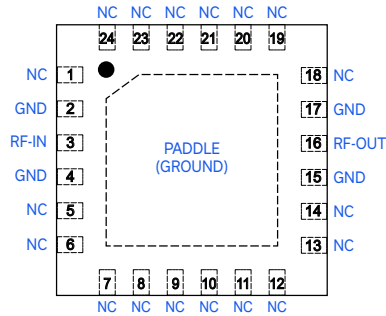 NC NC NC NC NC NC
24 23 22 21 20 19
NC 1 18 NC
GND 2 17 GND
RF-IN 3 16 RF-OUT
PADDLE
(GROUND)
GND 4 15 GND
NC 5 14 NC
NC 6 13 NC
7 8 9 10 11 12
NC NC NC NC NC NC